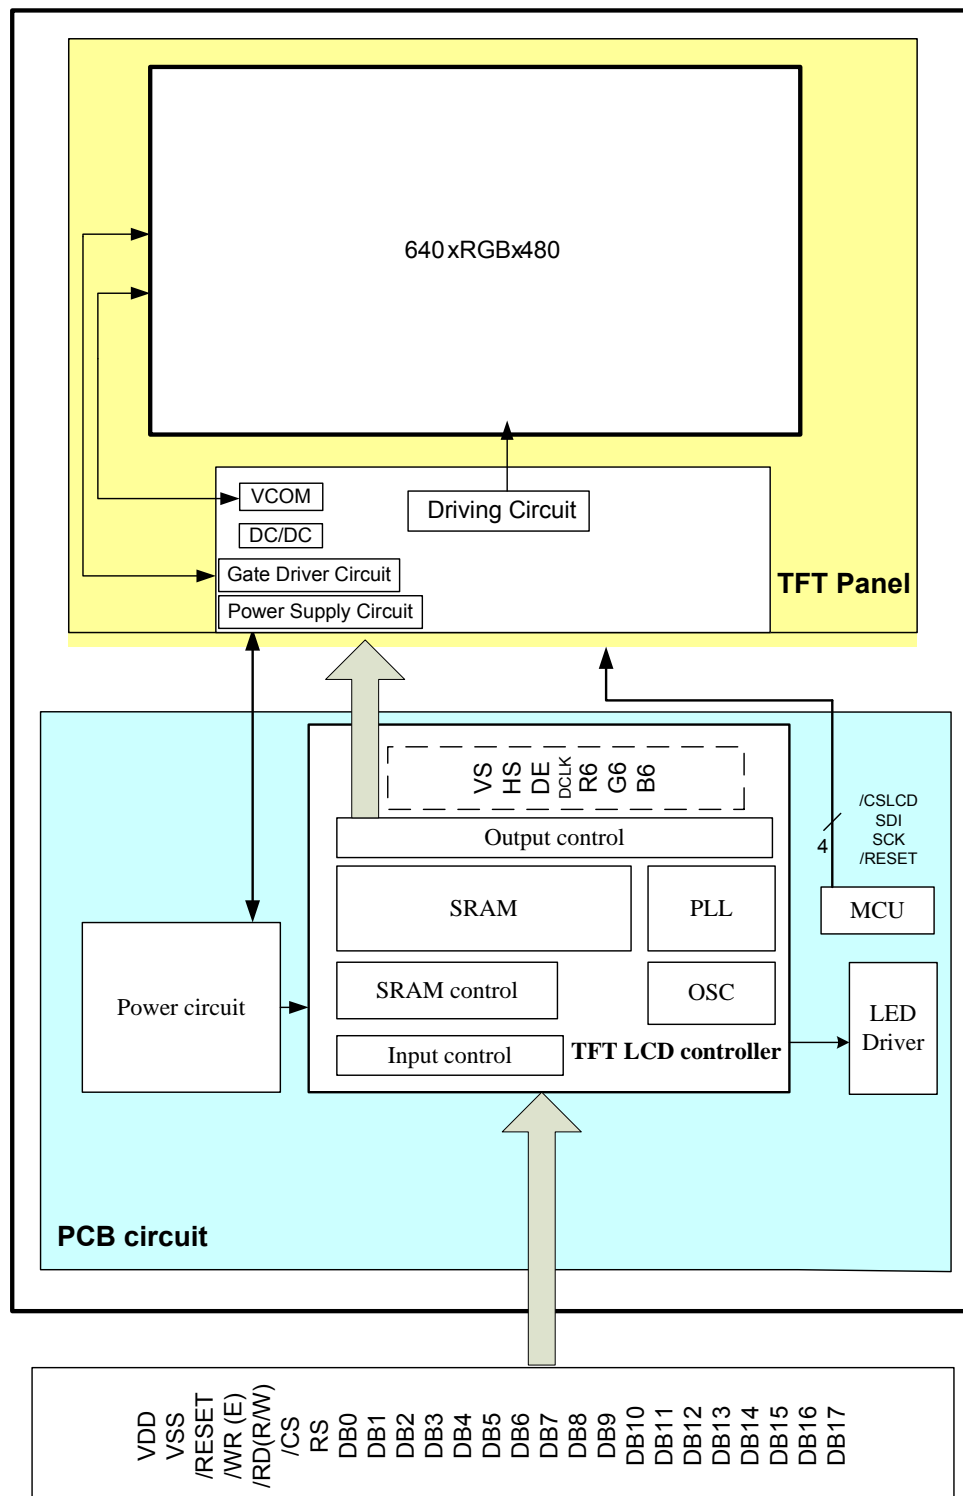 640xRGBx480
VCOM
Driving Circuit
DC/DC
Gate Driver Circuit
TFT Panel
Power Supply Circuit
VS
HS
DE
DCLK
R6
G6
B6
/CSLCD
SDI
SCK
/RESET
4
Output control
SRAM
PLL
MCU
SRAM control
OSC
Power circuit
LED
Driver
Input control
TFT LCD controller
PCB circuit
VDD
VSS
/RESET
/WR (E)
/RD(R/W)
/CS
RS
DB0
DB1
DB2
DB3
DB4
DB5
DB6
DB7
DB8
DB9
DB10
DB11
DB12
DB13
DB14
DB15
DB16
DB17